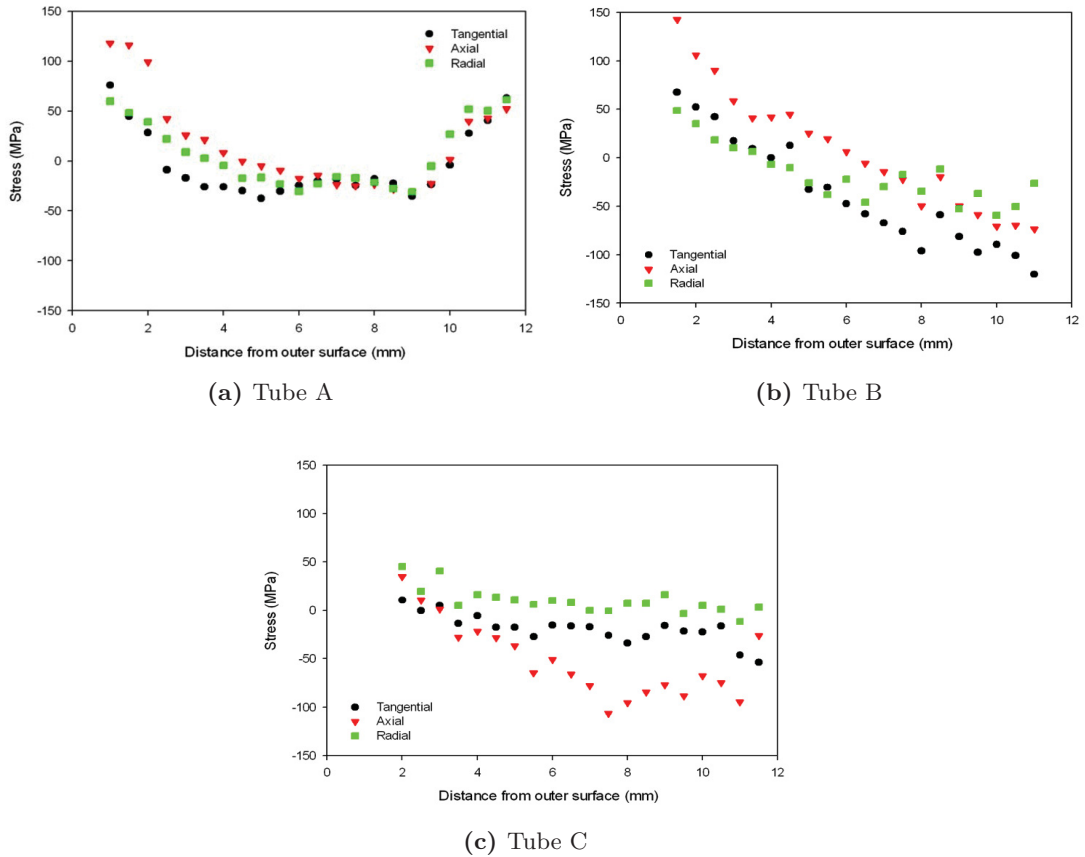 150
100
50
0
-50
-100
-150
Stress (MPa)
Tangential
Axial
Radial
0 2 4 6 8 10 12
Distance from outer surface (mm)
(a) Tube A
150
100
50
0
-50
-100
-150
Stress (MPa)
Tangential
Axial
Radial
0 2 4 6 8 10 12
Distance from outer surface (mm)
(b) Tube B
150
100
50
0
-50
-100
-150
Stress (MPa)
Tangential
Axial
Radial
0 2 4 6 8 10 12
Distance from outer surface (mm)
(c) Tube C